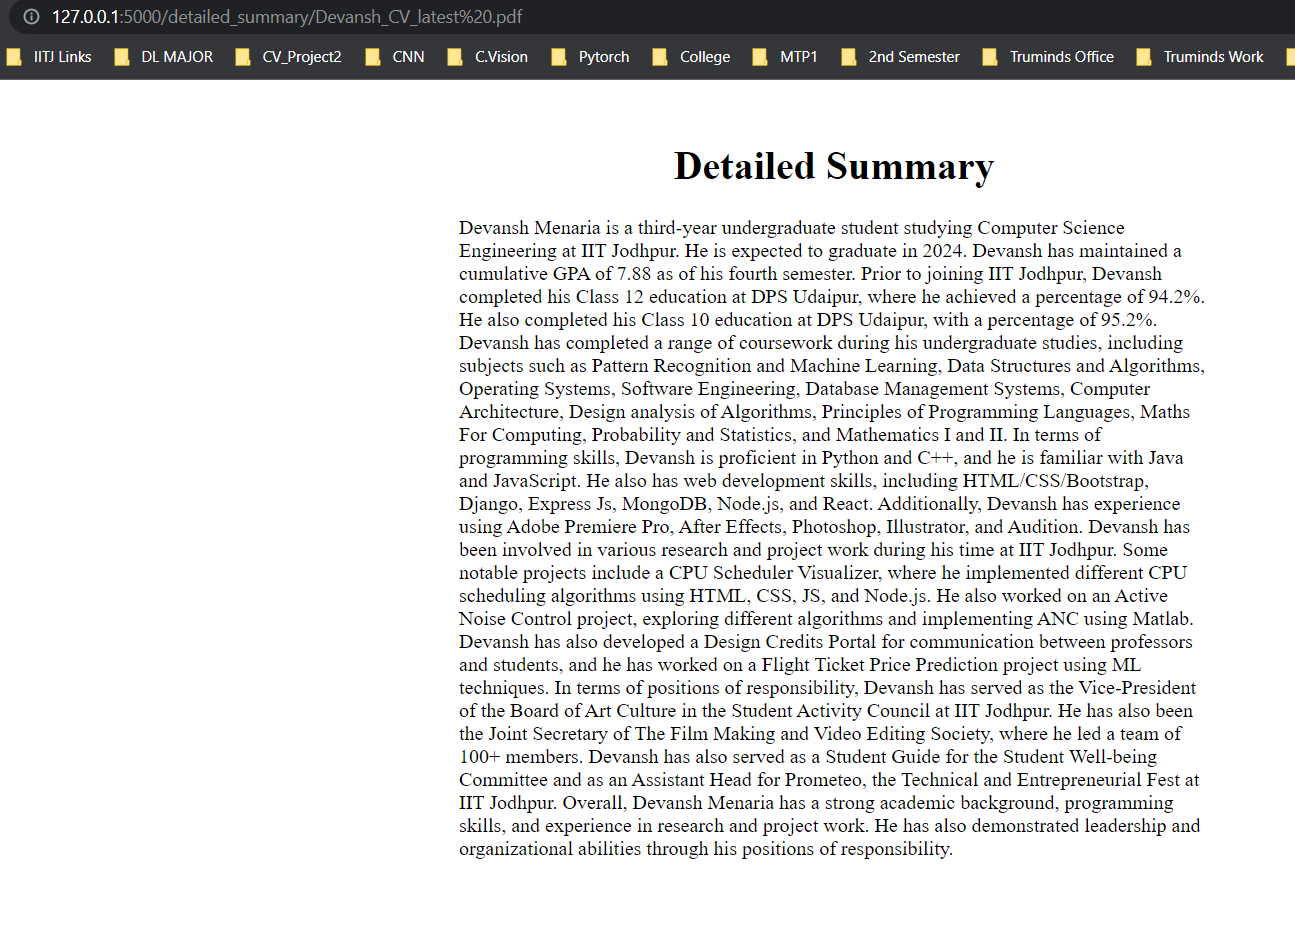 127.0.0.1:5000/detailed_summary/Devansh_CV_latest%20.pdf
IITJ Links DL MAJOR CV_Project2 CNN C.Vision Pytorch College MTP1 2nd Semester Truminds Office Truminds Work
Detailed Summary
Devansh Menaria is a third-year undergraduate student studying Computer Science
Engineering at IIT Jodhpur. He is expected to graduate in 2024. Devansh has maintained a
cumulative GPA of 7.88 as of his fourth semester. Prior to joining IIT Jodhpur, Devansh
completed his Class 12 education at DPS Udaipur, where he achieved a percentage of 94.2%.
He also completed his Class 10 education at DPS Udaipur, with a percentage of 95.2%.
Devansh has completed a range of coursework during his undergraduate studies, including
subjects such as Pattern Recognition and Machine Learning, Data Structures and Algorithms,
Operating Systems, Software Engineering, Database Management Systems, Computer
Architecture, Design analysis of Algorithms, Principles of Programming Languages, Maths
For Computing, Probability and Statistics, and Mathematics I and II. In terms of
programming skills, Devansh is proficient in Python and C++, and he is familiar with Java
and JavaScript. He also has web development skills, including HTML/CSS/Bootstrap,
Django, Express Js, MongoDB, Node.js, and React. Additionally, Devansh has experience
using Adobe Premiere Pro, After Effects, Photoshop, Illustrator, and Audition. Devansh has
been involved in various research and project work during his time at IIT Jodhpur. Some
notable projects include a CPU Scheduler Visualizer, where he implemented different CPU
scheduling algorithms using HTML, CSS, JS, and Node.js. He also worked on an Active
Noise Control project, exploring different algorithms and implementing ANC using Matlab.
Devansh has also developed a Design Credits Portal for communication between professors
and students, and he has worked on a Flight Ticket Price Prediction project using ML
techniques. In terms of positions of responsibility, Devansh has served as the Vice-President
of the Board of Art Culture in the Student Activity Council at IIT Jodhpur. He has also been
the Joint Secretary of The Film Making and Video Editing Society, where he led a team of
100+ members. Devansh has also served as a Student Guide for the Student Well-being
Committee and as an Assistant Head for Prometeo, the Technical and Entrepreneurial Fest at
IIT Jodhpur. Overall, Devansh Menaria has a strong academic background, programming
skills, and experience in research and project work. He has also demonstrated leadership and
organizational abilities through his positions of responsibility.